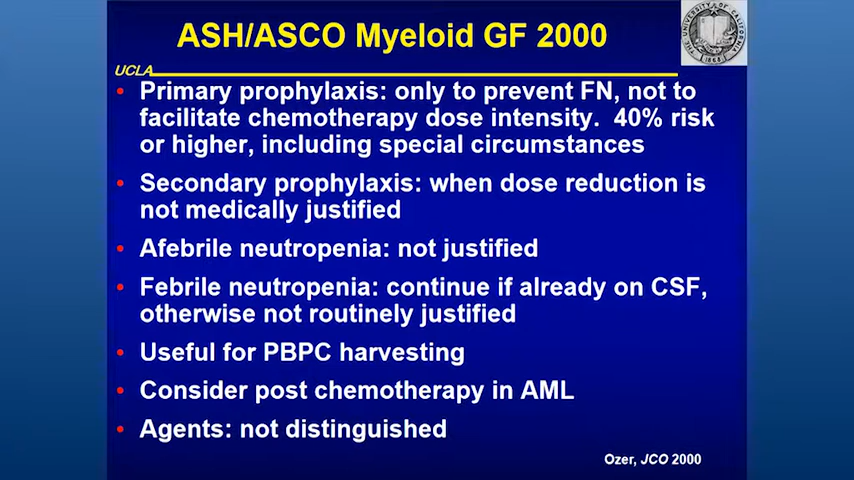 ASH/ASCO Myeloid GF 2000
UCLA
• Primary prophylaxis: only to prevent FN, not to
facilitate chemotherapy dose intensity. 40% risk
or higher, including special circumstances
• Secondary prophylaxis: when dose reduction is
not medically justified
• Afebrile neutropenia: not justified
• Febrile neutropenia: continue if already on CSF,
otherwise not routinely justified
• Useful for PBPC harvesting
• Consider post chemotherapy in AML
• Agents: not distinguished
Ozer, JCO 2000